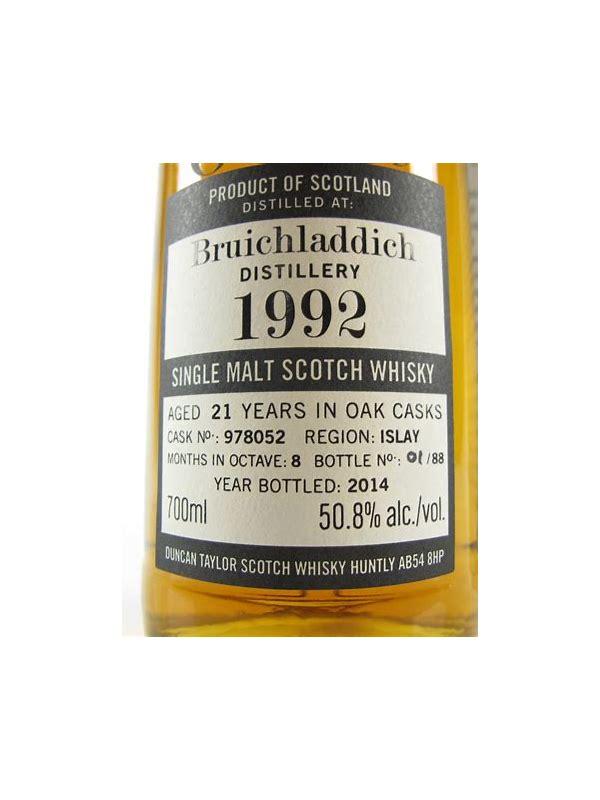 PRODUCT OF SCOTLAND
DISTILLED AT:
Bruichladdich
DISTILLERY
1992
SINGLE MALT SCOTCH WHISKY
AGED 21 YEARS IN OAK CASKS
CASK Nº.: 978052 REGION: ISLAY
MONTHS IN OCTAVE: 8 BOTTLE Nº.: /88
YEAR BOTTLED: 2014
700ml 50.8% alc./vol.
DUNCAN TAYLOR SCOTCH WHISKY HUNTLY AB54 8HP